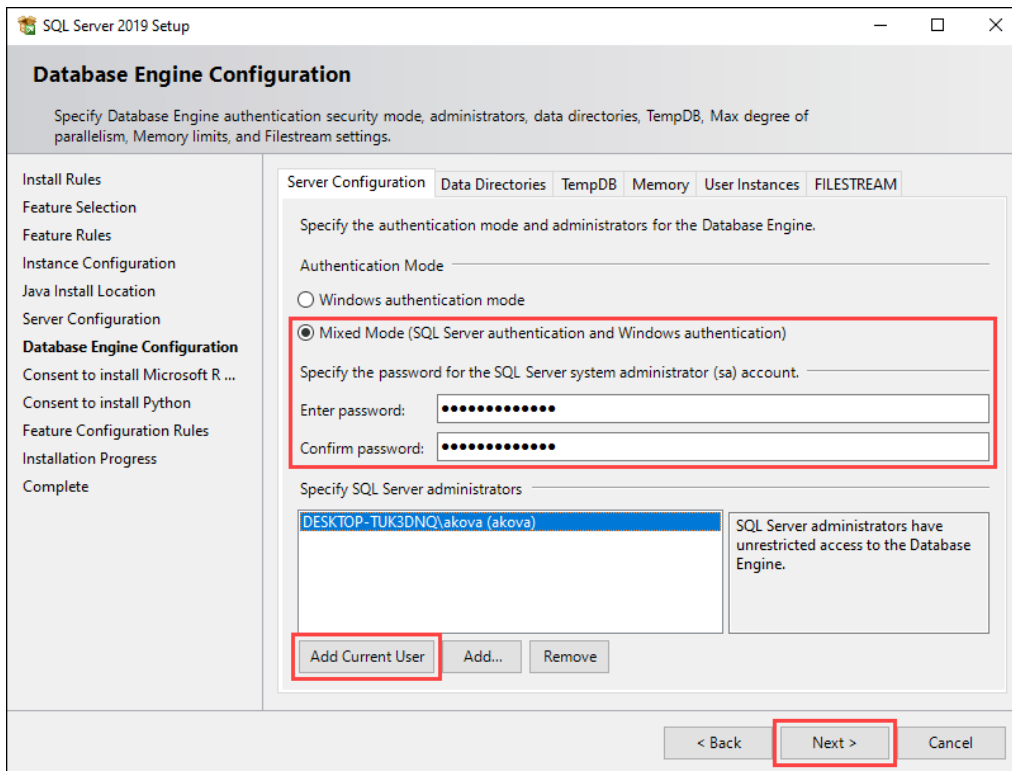 SQL Server 2019 Setup
Database Engine Configuration
Specify Database Engine authentication security mode, administrators, data directories, TempDB, Max degree of
parallelism, Memory limits, and Filestream settings.
Install Rules
Feature Selection
Feature Rules
Instance Configuration
Java Install Location
Server Configuration
Database Engine Configuration
Consent to install Microsoft R ...
Consent to install Python
Feature Configuration Rules
Installation Progress
Complete
Server Configuration Data Directories TempDB Memory User Instances FILESTREAM
Specify the authentication mode and administrators for the Database Engine.
Authentication Mode
Windows authentication mode
Mixed Mode (SQL Server authentication and Windows authentication)
Specify the password for the SQL Server system administrator (sa) account.
Enter password: •••••••••••••
Confirm password: •••••••••••••
Specify SQL Server administrators
DESKTOP-TUK3DNQ\akova (akova)
SQL Server administrators have
unrestricted access to the Database
Engine.
Add Current User Add... Remove
< Back Next > Cancel